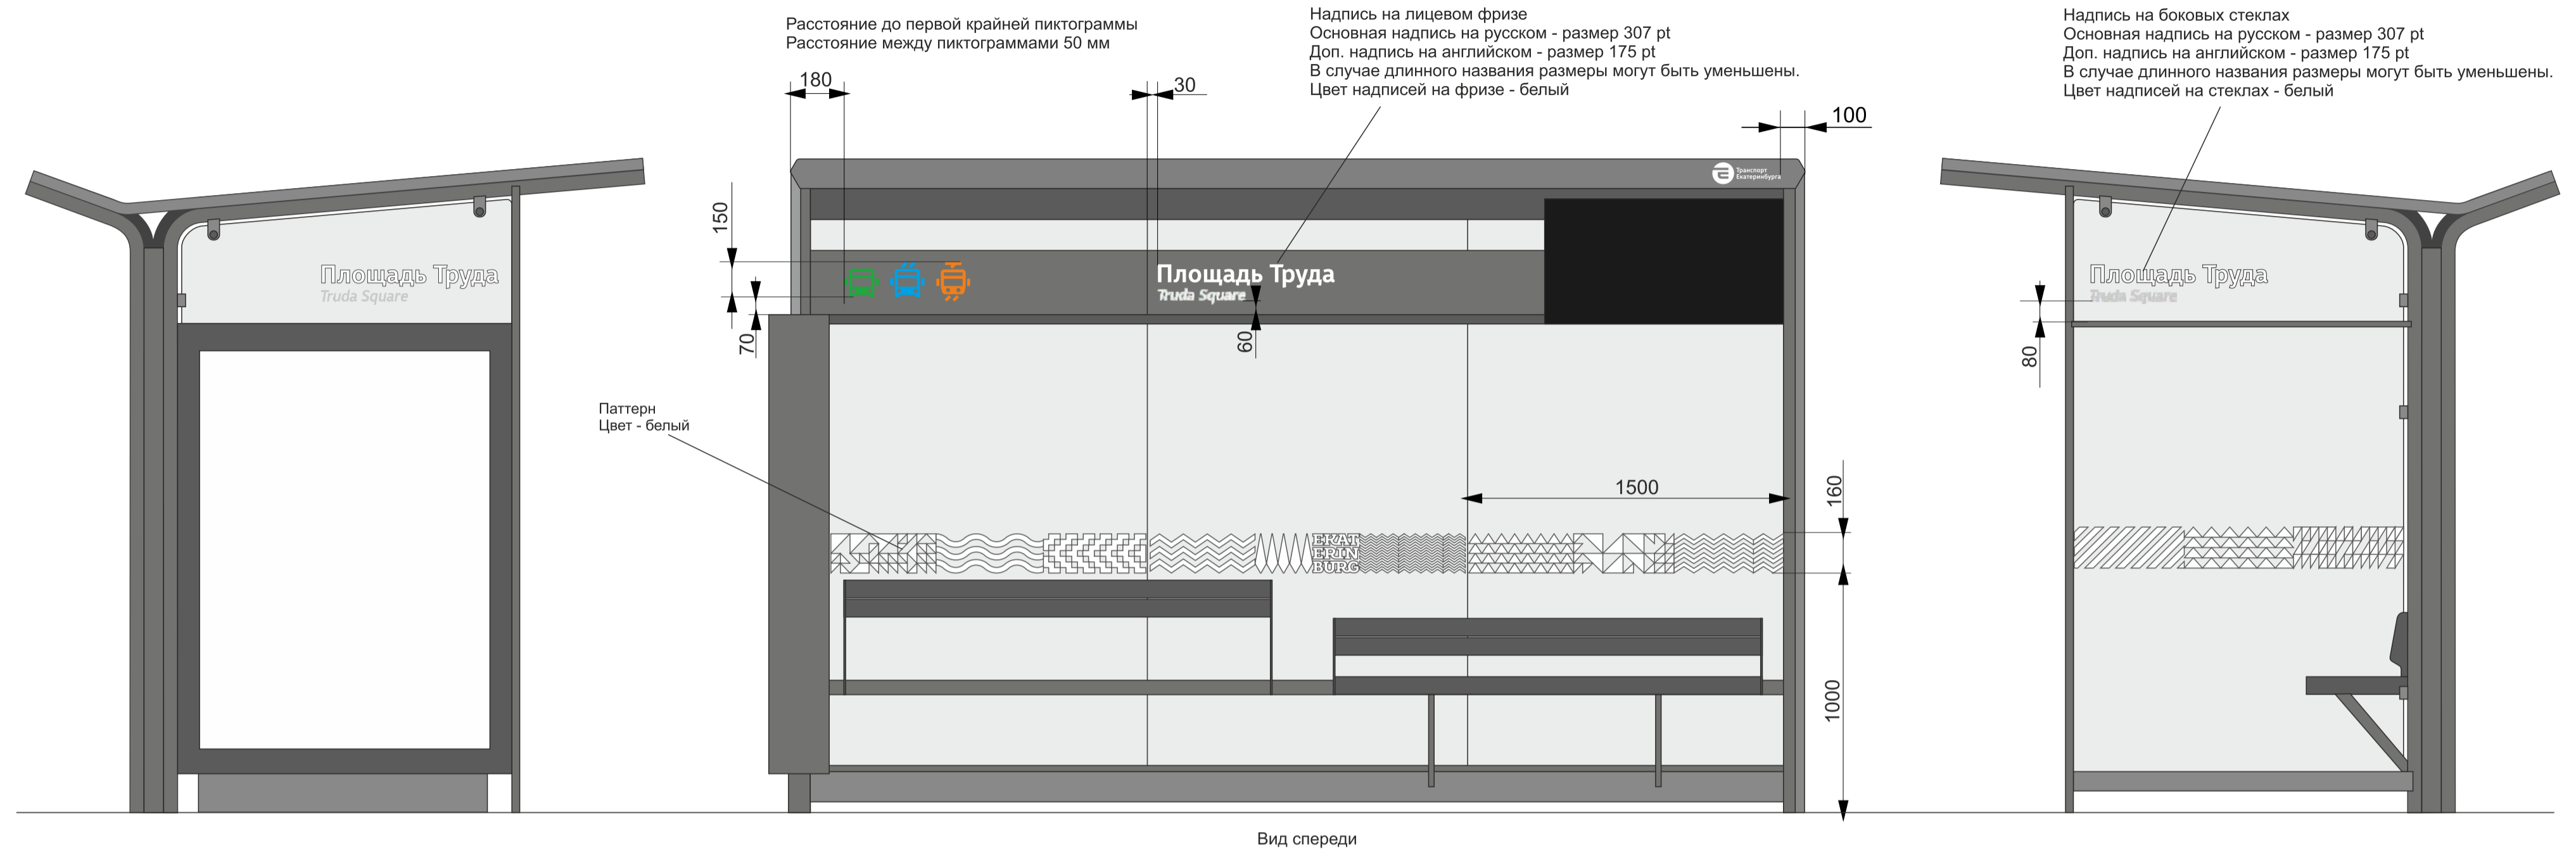 Расстояние до первой крайней пиктограммы
Расстояние между пиктограммами 50 мм
Надпись на лицевом фризе
Основная надпись на русском - размер 307 pt
Доп. надпись на английском - размер 175 pt
В случае длинного названия размеры могут быть уменьшены.
Цвет надписей на фризе - белый
Надпись на боковых стеклах
Основная надпись на русском - размер 307 pt
Доп. надпись на английском - размер 175 pt
В случае длинного названия размеры могут быть уменьшены.
Цвет надписей на стеклах - белый
180
30
100
Транспорт
Екатеринбурга
150
Площадь Труда
Truda Square
Площадь Труда
Truda Square
Площадь Труда
Truda Square
70
60
80
Паттерн
Цвет - белый
1500
160
EKAT
ERIN
BURG
1000
Вид спереди